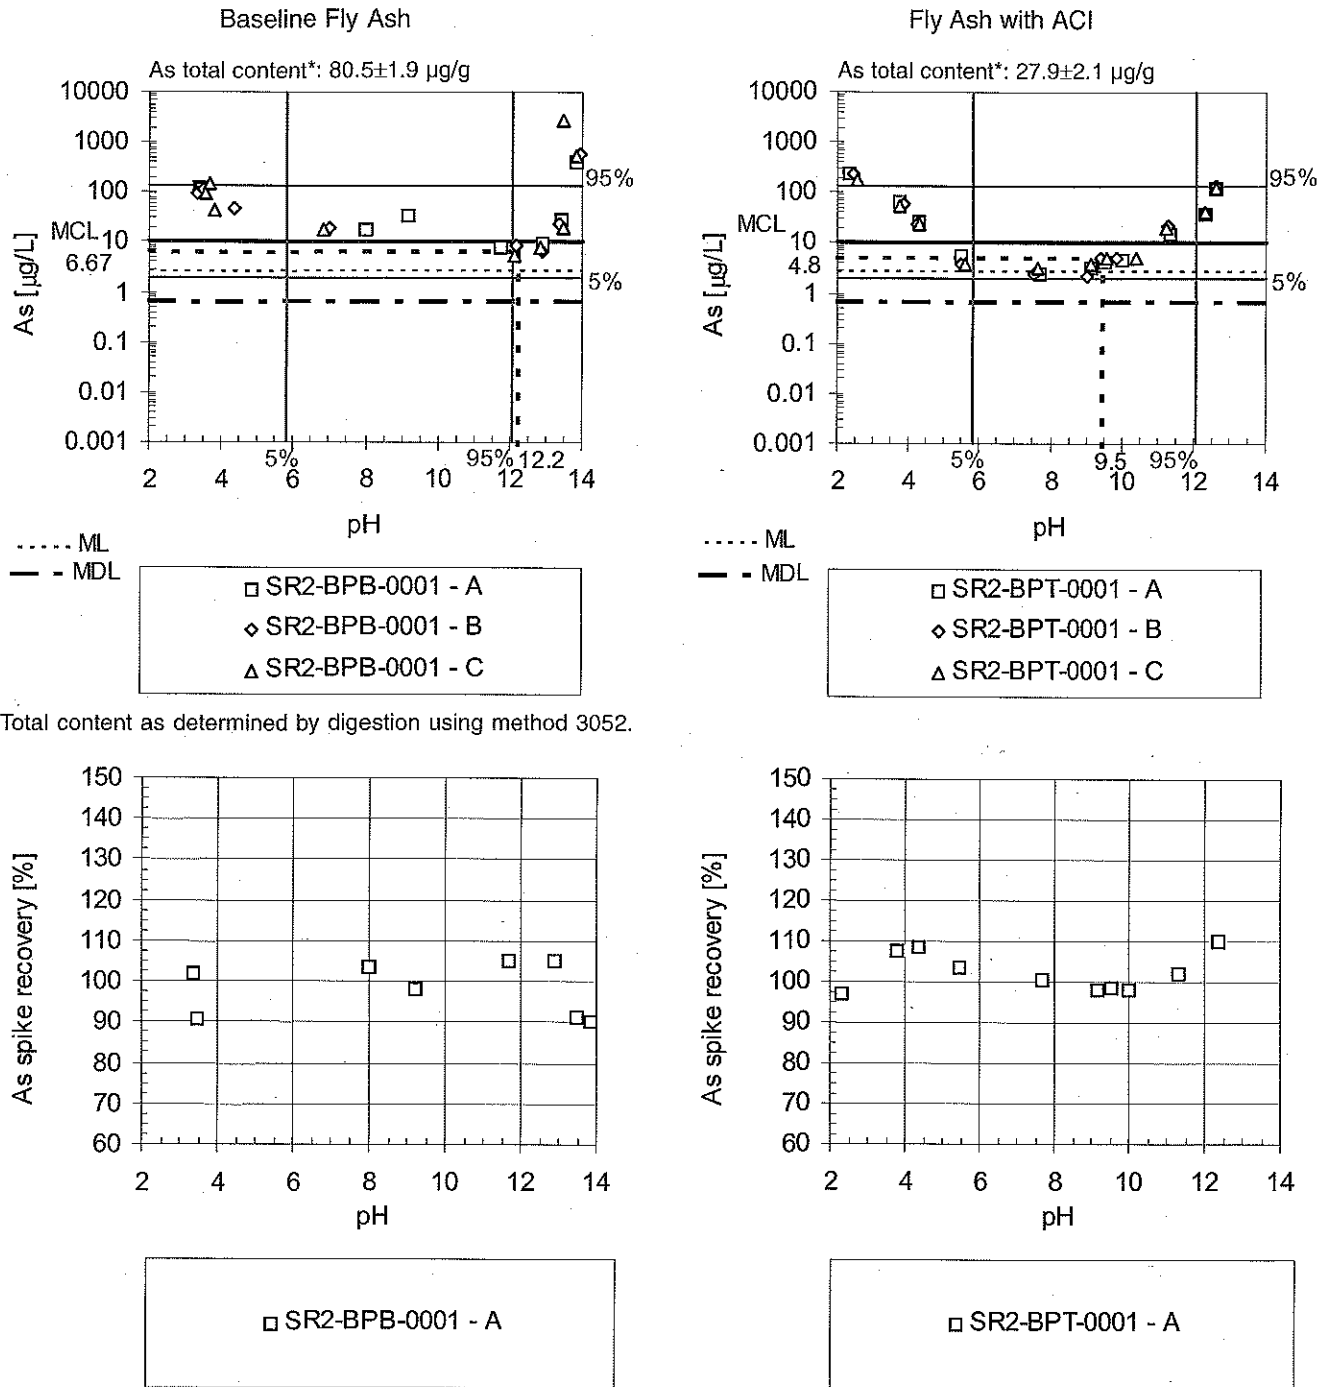 Baseline Fly Ash
As total content*: 80.5±1.9 µg/g
10000
1000
100
10
1
0.1
0.01
0.001
MCL
6.67
As [µg/L]
95%
5%
5%
95%
12.2
2 4 6 8 10 12 14
pH
ML
MDL
SR2-BPB-0001 - A
SR2-BPB-0001 - B
SR2-BPB-0001 - C
Fly Ash with ACI
As total content*: 27.9±2.1 µg/g
10000
1000
100
10
1
0.1
0.01
0.001
MCL
4.8
As [µg/L]
95%
5%
5%
9.5
95%
2 4 6 8 10 12 14
pH
ML
MDL
SR2-BPT-0001 - A
SR2-BPT-0001 - B
SR2-BPT-0001 - C
Total content as determined by digestion using method 3052.
150
140
130
120
110
100
90
80
70
60
As spike recovery [%]
2 4 6 8 10 12 14
pH
SR2-BPB-0001 - A
150
140
130
120
110
100
90
80
70
60
As spike recovery [%]
2 4 6 8 10 12 14
pH
SR2-BPT-0001 - A